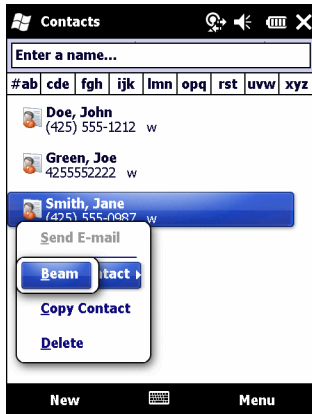 Contacts
Enter a name...
#ab cde fgh ijk lmn opq rst uvw xyz
Doe, John
(425) 555-1212 w
Green, Joe
4255552222 w
Smith, Jane
(425) 555-0987 w
Send E-mail
Beam ntact
Copy Contact
Delete
New Menu